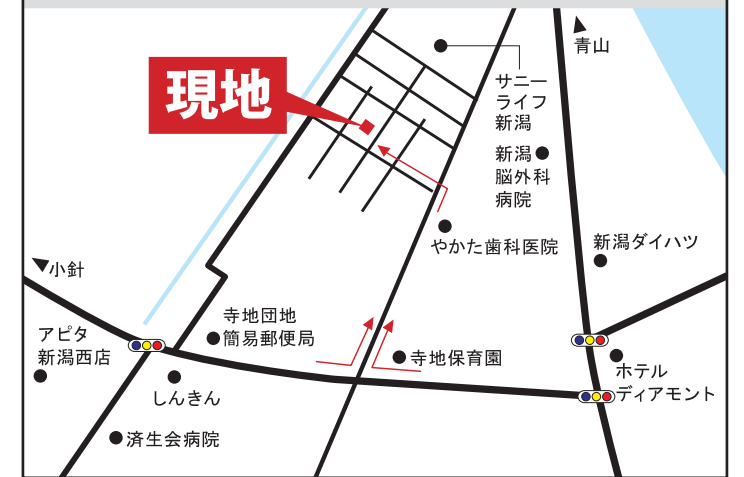 青山
サニー
ライフ
新潟
現地
新潟
脳外科
病院
やかた歯科医院
新潟ダイハツ
小針
寺地団地
簡易郵便局
アピタ
新潟西店
寺地保育園
ホテル
ディアモント
しんきん
済生会病院